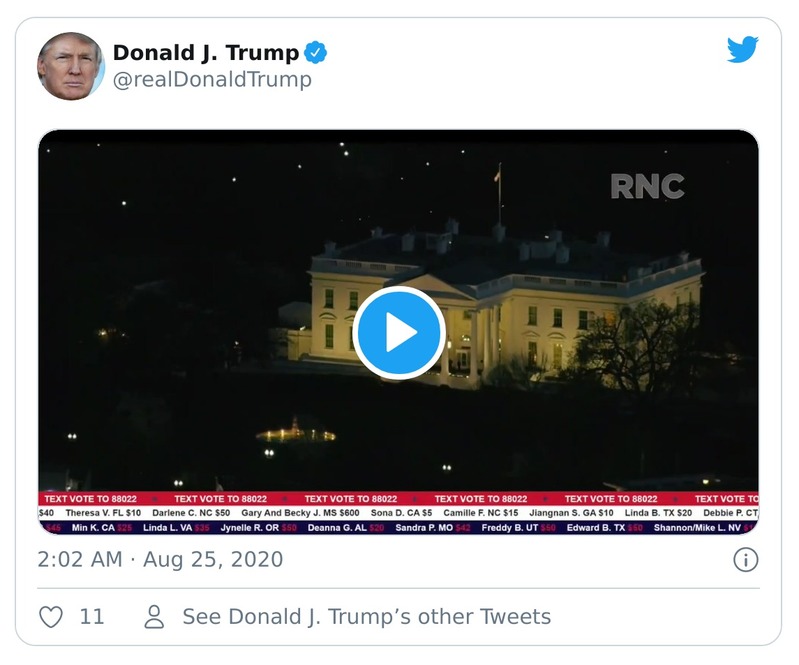 Donald J. Trump
@realDonaldTrump
RNC
TEXT VOTE TO 88022 TEXT VOTE TO 88022 TEXT VOTE TO 88022 TEXT VOTE TO 88022 TEXT VOTE TO 88022 TEXT VOTE TO
$40 Theresa V. FL $10 Darlene C. NC $50 Gary And Becky J. MS $600 Sona D. CA $5 Camille F. NC $15 Jiangnan S. GA $10 Linda B. TX $20 Debbie P. CT
$45 Min K. CA $25 Linda L. VA $35 Jynelle R. OR $50 Deanna G. AL $20 Sandra P. MO $42 Freddy B. UT $50 Edward B. TX $50 Shannon/Mike L. NV
2:02 AM · Aug 25, 2020
11 See Donald J. Trump’s other Tweets